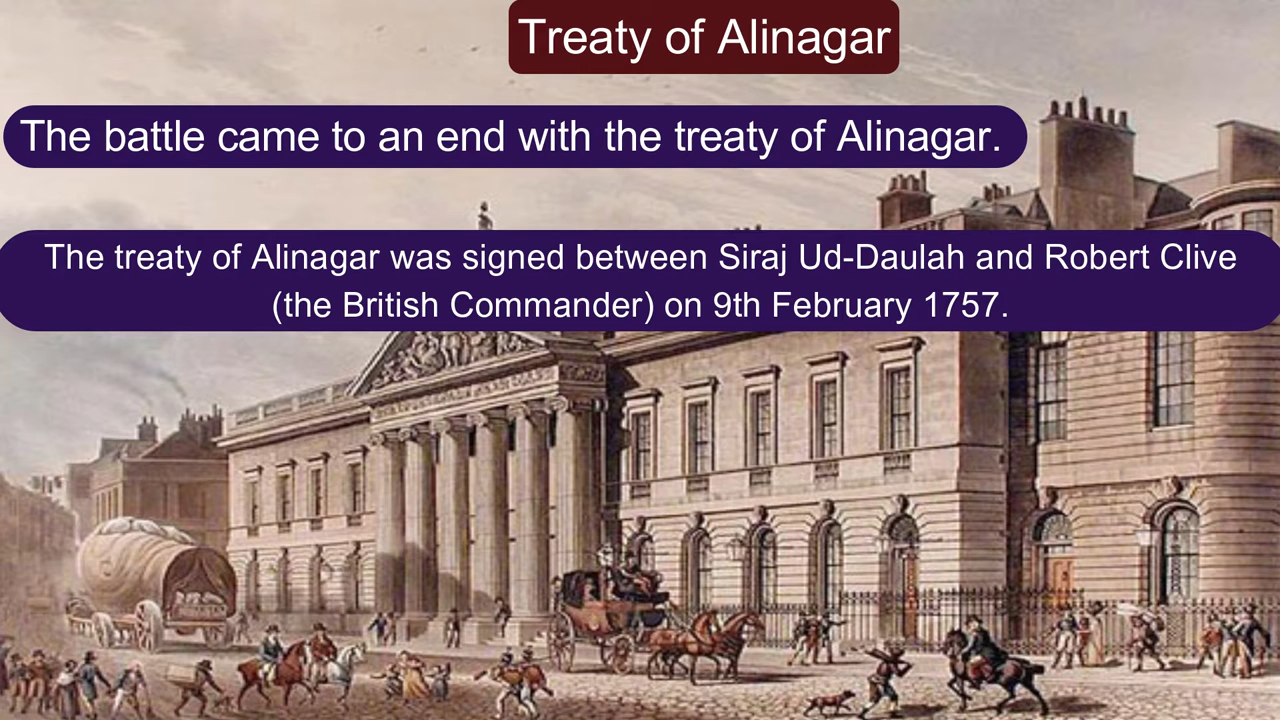 Treaty of Alinagar
The battle came to an end with the treaty of Alinagar.
The treaty of Alinagar was signed between Siraj Ud-Daulah and Robert Clive
(the British Commander) on 9th February 1757.